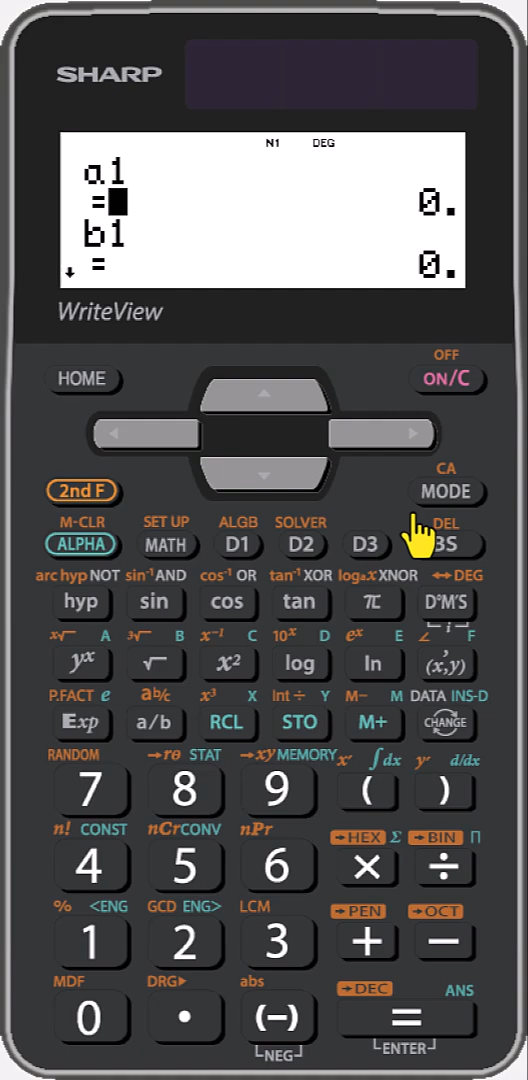 SHARP
N1 DEG
a1
= 0.
b1
↓ = 0.
WriteView
OFF
HOME ON/C
CA
2nd F MODE
M-CLR SET UP ALGB SOLVER DEL
ALPHA MATH D1 D2 D3 BS
arc hyp NOT sin⁻¹ AND cos⁻¹ OR tan⁻¹ XOR logₐx XNOR ↔DEG
hyp sin cos tan π D°M'S
ˣ√ A ³√ B x⁻¹ C 10ˣ D eˣ E ∠ i F
yˣ √ x² log ln (x,y)
P.FACT e ab/c x³ X Int÷ Y M− M DATA INS-D
Exp a/b RCL STO M+ CHANGE
RANDOM →rθ STAT →xy MEMORY x′ ∫dx y′ d/dx
7 8 9 ( )
n! CONST nCr CONV nPr →HEX Σ →BIN Π
4 5 6 × ÷
% <ENG GCD ENG> LCM →PEN →OCT
1 2 3 + −
MDF DRG▶ abs →DEC ANS
0 • (−) =
NEG ENTER